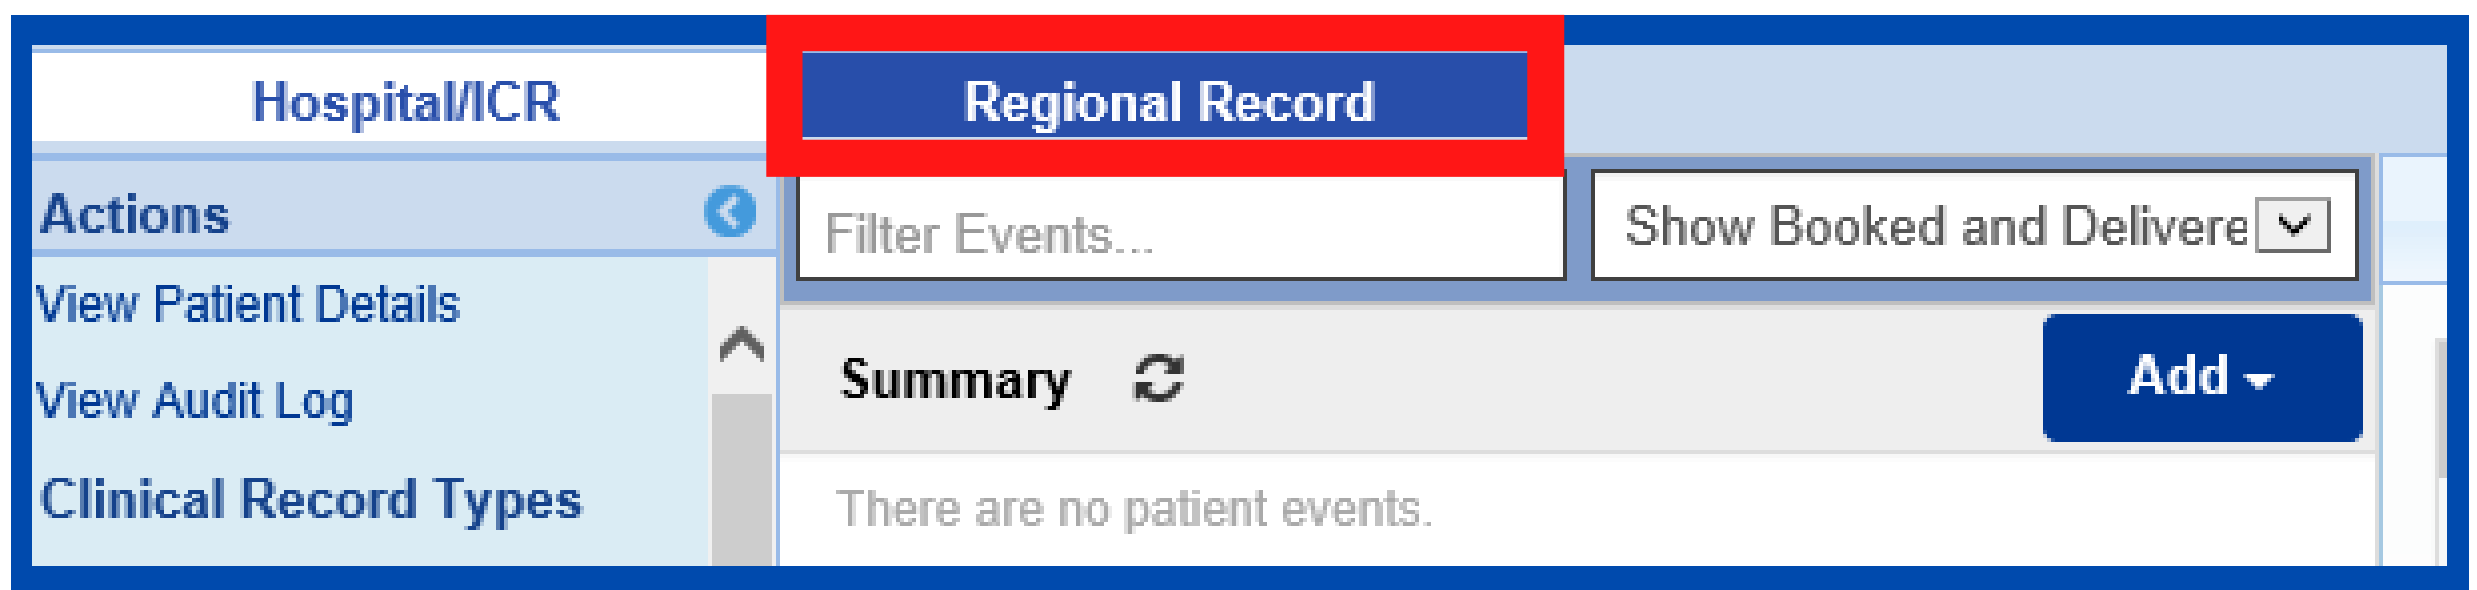 Hospital/ICR
Regional Record
Actions
Filter Events...
Show Booked and Delivere
View Patient Details
View Audit Log
Clinical Record Types
Summary
Add
There are no patient events.